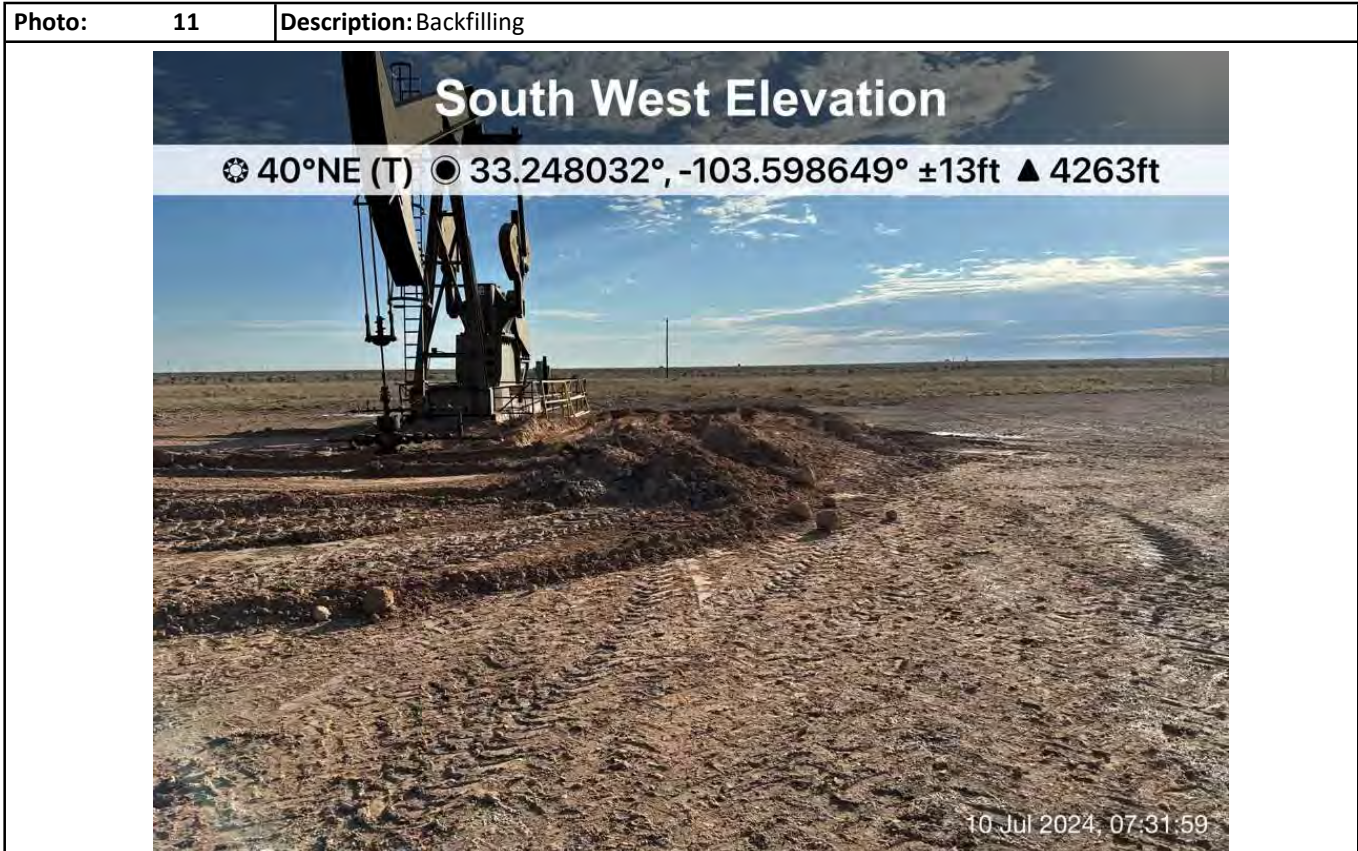 Photo: 11 Description: Backfilling
South West Elevation
40°NE (T) 33.248032°, -103.598649° ±13ft ▲ 4263ft
10 Jul 2024, 07:31:59